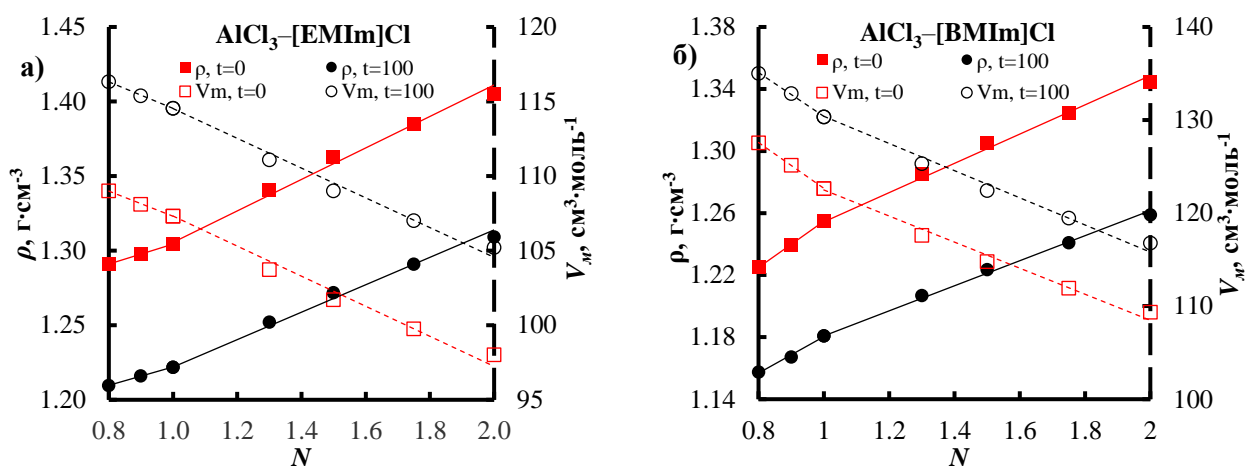 а)
AlCl3–[EMIm]Cl
ρ, t=0
ρ, t=100
Vm, t=0
Vm, t=100
ρ, г·см-3
1.45
1.40
1.35
1.30
1.25
1.20
Vм, см3·моль-1
120
115
110
105
100
95
0.8 1.0 1.2 1.4 1.6 1.8 2.0
N
б)
AlCl3–[BMIm]Cl
ρ, t=0
ρ, t=100
Vm, t=0
Vm, t=100
ρ, г·см-3
1.38
1.34
1.30
1.26
1.22
1.18
1.14
Vм, см3·моль-1
140
130
120
110
100
0.8 1 1.2 1.4 1.6 1.8 2
N